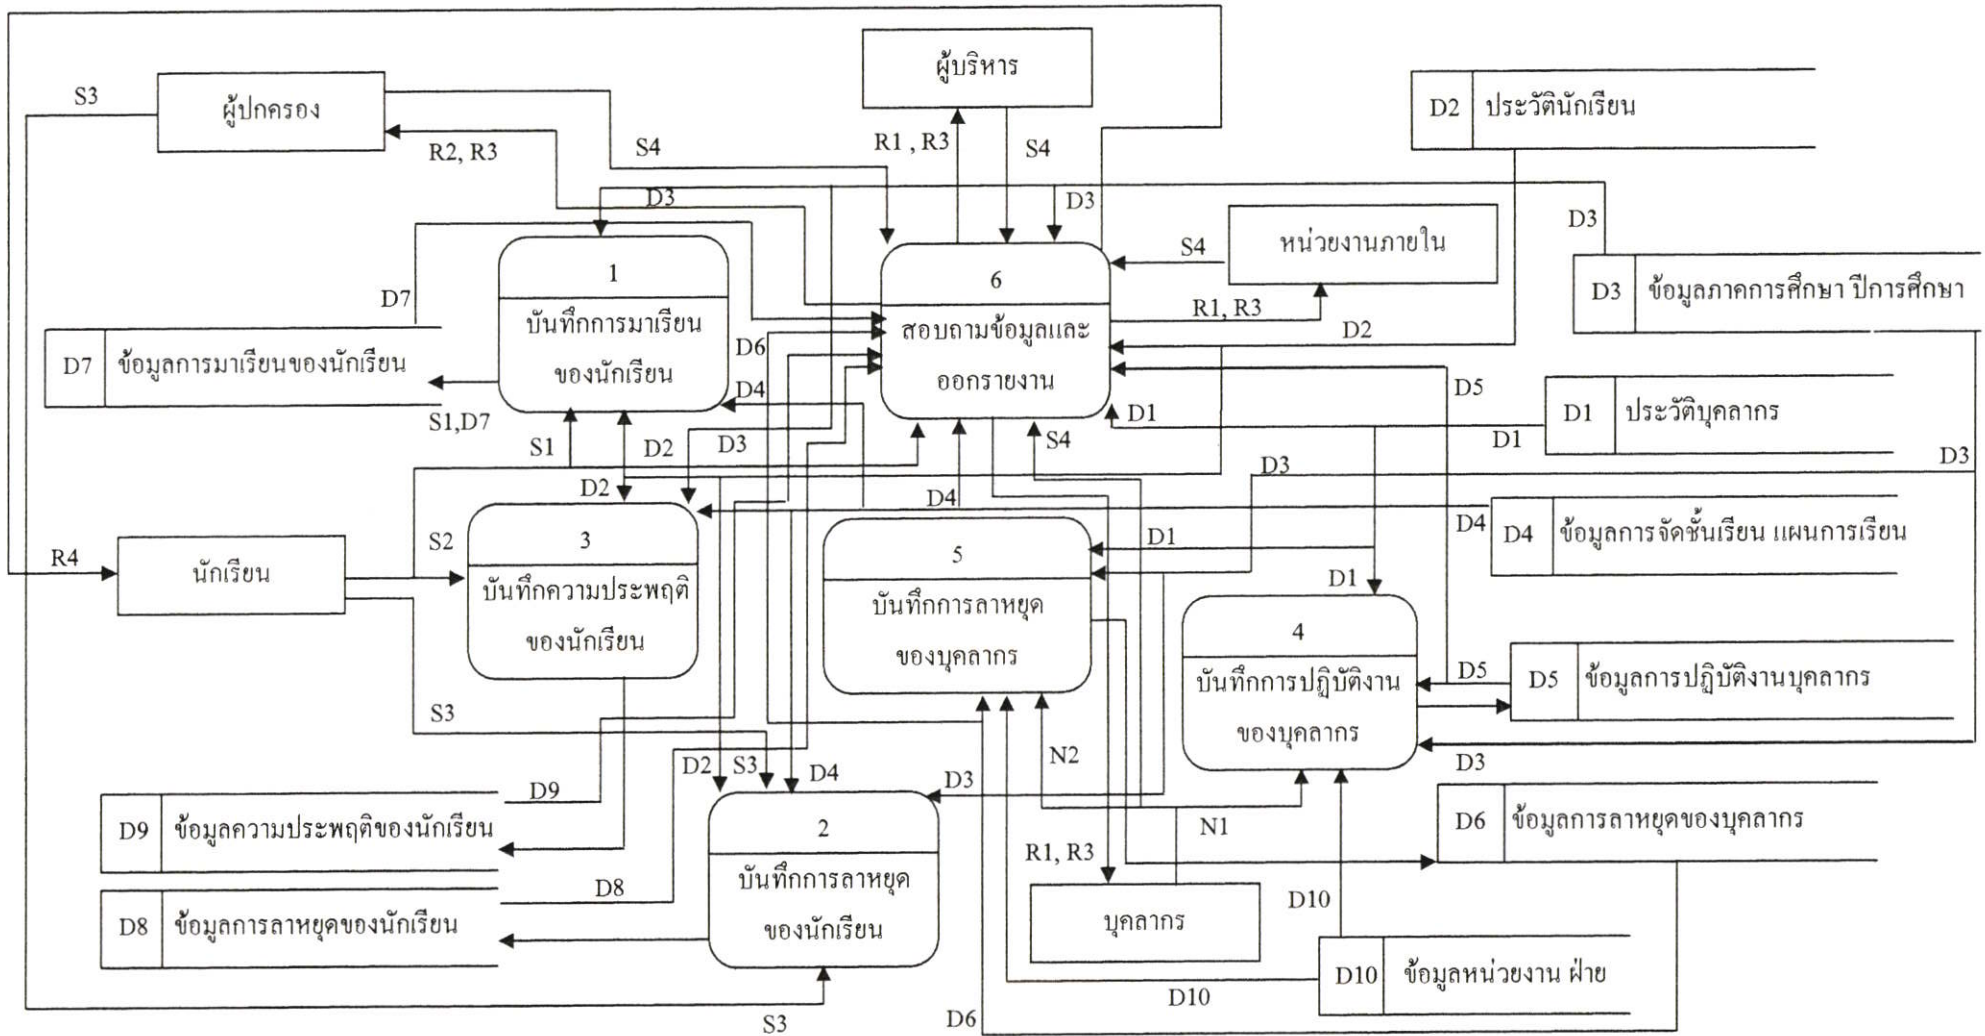 ผู้บริหาร
S3
ผู้ปกครอง
D2 ประวัตินักเรียน
R2, R3
S4
R1 , R3
S4
D3
D3
D3
หน่วยงานภายใน
S4
D7
1
6
D3 ข้อมูลภาคการศึกษา ปีการศึกษา
R1, R3
บันทึกการมาเรียน
ของนักเรียน
สอบถามข้อมูลและ
ออกรายงาน
D2
D7 ข้อมูลการมาเรียนของนักเรียน
D6
D4
D5
S1,D7
D1
D1 ประวัติบุคลากร
D1
S1
D2
D3
S4
D3
D3
D2
D4
D4
D4 ข้อมูลการจัดชั้นเรียน แผนการเรียน
R4
นักเรียน
S2
3
บันทึกความประพฤติ
ของนักเรียน
5
บันทึกการลาหยุด
ของบุคลากร
D1
D1
4
บันทึกการปฏิบัติงาน
ของบุคลากร
D5
D5 ข้อมูลการปฏิบัติงานบุคลากร
S3
D2
S3
D4
D3
N2
D3
D9
D9 ข้อมูลความประพฤติของนักเรียน
2
บันทึกการลาหยุด
ของนักเรียน
N1
D6 ข้อมูลการลาหยุดของบุคลากร
R1, R3
D8
D8 ข้อมูลการลาหยุดของนักเรียน
บุคลากร
D10
D10 ข้อมูลหน่วยงาน ฝ่าย
D10
S3
D6